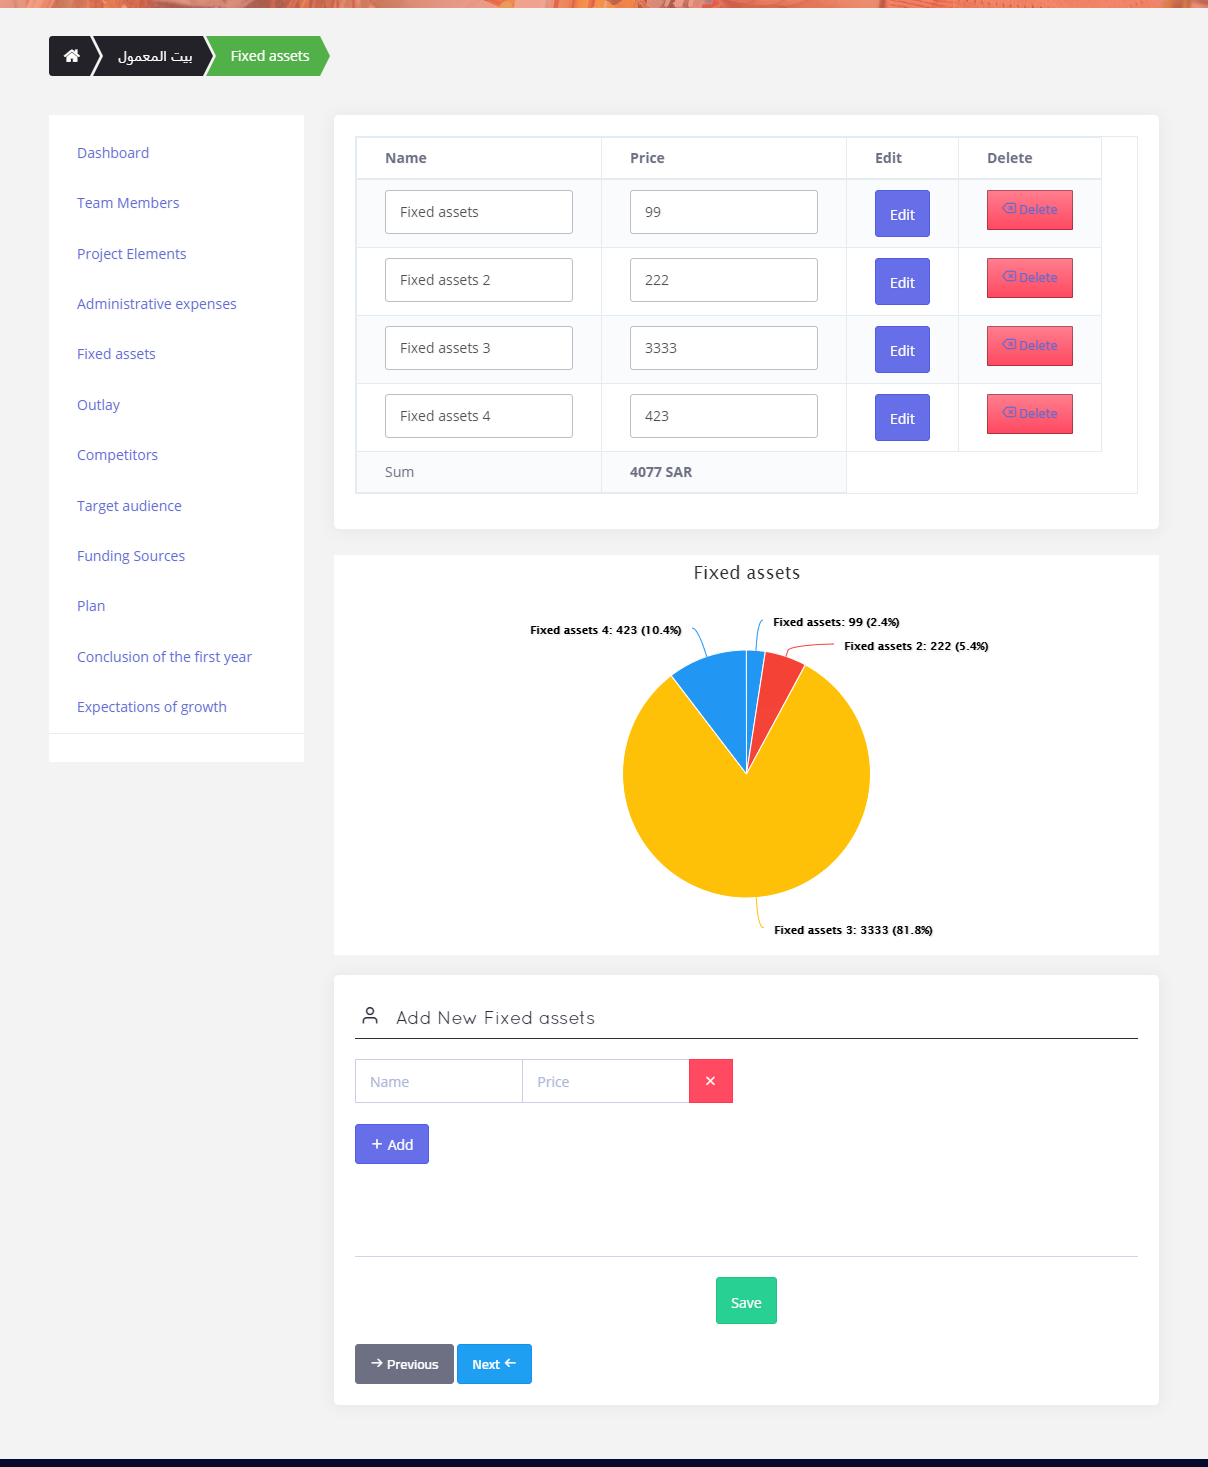 بيت المعمول
Fixed assets
Dashboard
Team Members
Project Elements
Administrative expenses
Fixed assets
Outlay
Competitors
Target audience
Funding Sources
Plan
Conclusion of the first year
Expectations of growth
Name Price Edit Delete
Fixed assets 99 Edit Delete
Fixed assets 2 222 Edit Delete
Fixed assets 3 3333 Edit Delete
Fixed assets 4 423 Edit Delete
Sum 4077 SAR
Fixed assets
Fixed assets: 99 (2.4%)
Fixed assets 4: 423 (10.4%)
Fixed assets 2: 222 (5.4%)
Fixed assets 3: 3333 (81.8%)
Add New Fixed assets
Name Price ×
+ Add
Save
→ Previous Next ←